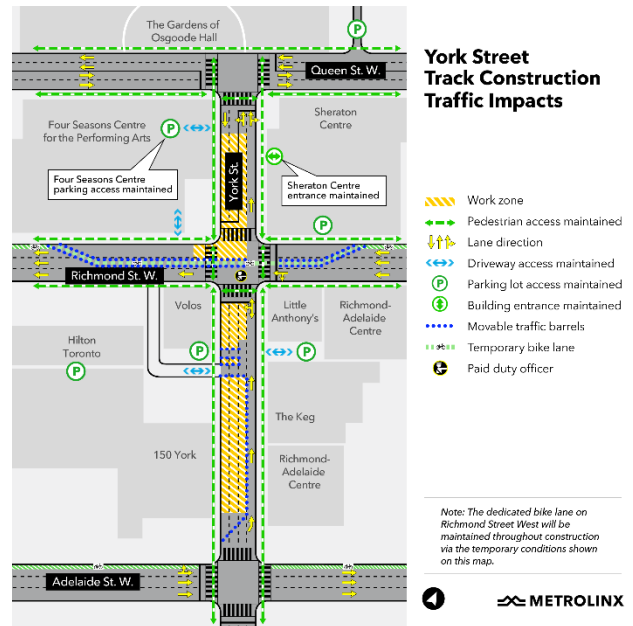 The Gardens of
Osgoode Hall
P
Queen St. W.
York Street
Track Construction
Traffic Impacts
Four Seasons Centre
for the Performing Arts
P
Sheraton
Centre
York St.
Four Seasons Centre
parking access maintained
Sheraton Centre
entrance maintained
P
Richmond St. W.
Volos
Little
Anthony's
Richmond-
Adelaide
Centre
Hilton
Toronto
P
P
P
The Keg
150 York
Richmond-
Adelaide
Centre
Adelaide St. W.
Work zone
Pedestrian access maintained
Lane direction
Driveway access maintained
P Parking lot access maintained
Building entrance maintained
Movable traffic barrels
Temporary bike lane
Paid duty officer
Note: The dedicated bike lane on
Richmond Street West will be
maintained throughout construction
via the temporary conditions shown
on this map.
METROLINX